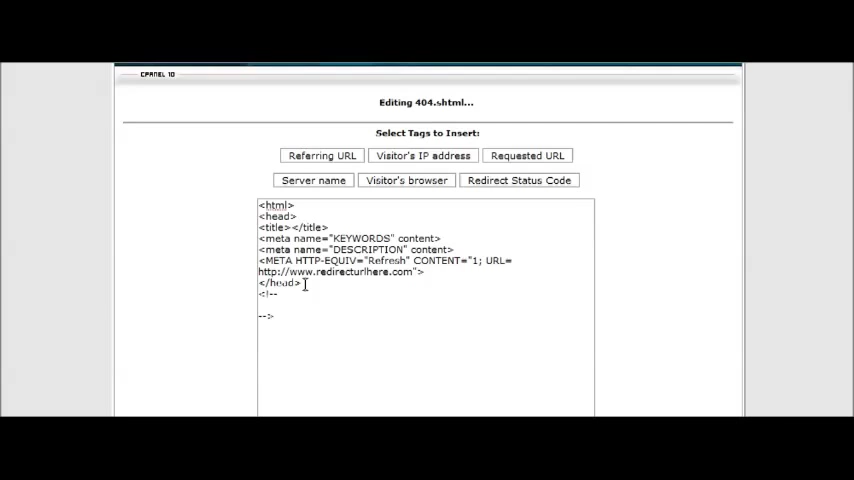 CPANEL 10
Editing 404.shtml...
Select Tags to Insert:
Referring URL Visitor's IP address Requested URL
Server name Visitor's browser Redirect Status Code
<html>
<head>
<title></title>
<meta name="KEYWORDS" content>
<meta name="DESCRIPTION" content>
<META HTTP-EQUIV="Refresh" CONTENT="1; URL=
http://www.redirecturlhere.com">
</head>
<!--
-->